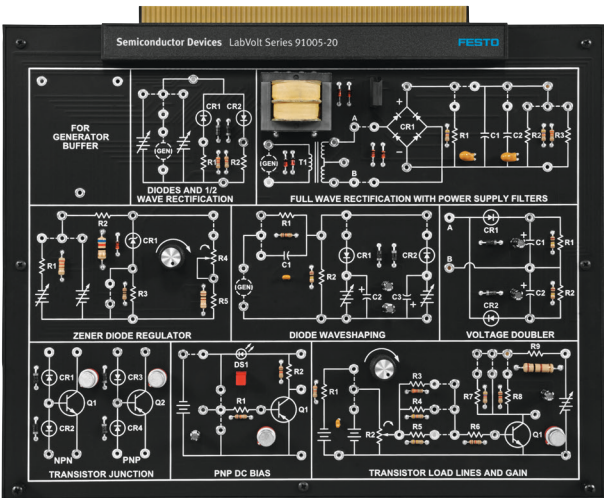 Semiconductor Devices LabVolt Series 91005-20
FESTO
FOR
GENERATOR
BUFFER
CR1 CR2
GEN
R1 R2
DIODES AND 1/2
WAVE RECTIFICATION
GEN
T1
A
B
+
CR1
−
R1
C1
C2
R2
R3
FULL WAVE RECTIFICATION WITH POWER SUPPLY FILTERS
R2
R1
CR1
R3
R4
R5
ZENER DIODE REGULATOR
R1
C1
GEN
R2
CR1 CR2
+
C2 C3
+
DIODE WAVESHAPING
A
CR1
+
C1
R1
B
+
C2
R2
CR2
VOLTAGE DOUBLER
CR1 CR3
Q1 Q2
CR2 CR4
NPN PNP
TRANSISTOR JUNCTION
DS1
R2
R1
Q1
PNP DC BIAS
R1
R2
R3
R4
R5
R6
R7
R8
R9
Q1
TRANSISTOR LOAD LINES AND GAIN